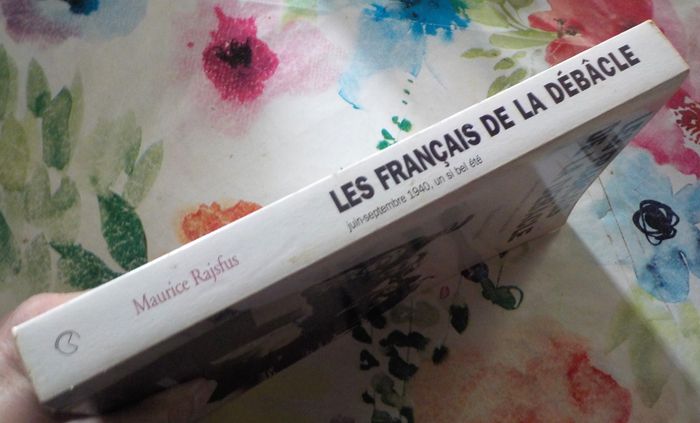 LES FRANÇAIS DE LA DÉBÂCLE
juin-septembre 1940, un si bel été
Maurice Rajsfus